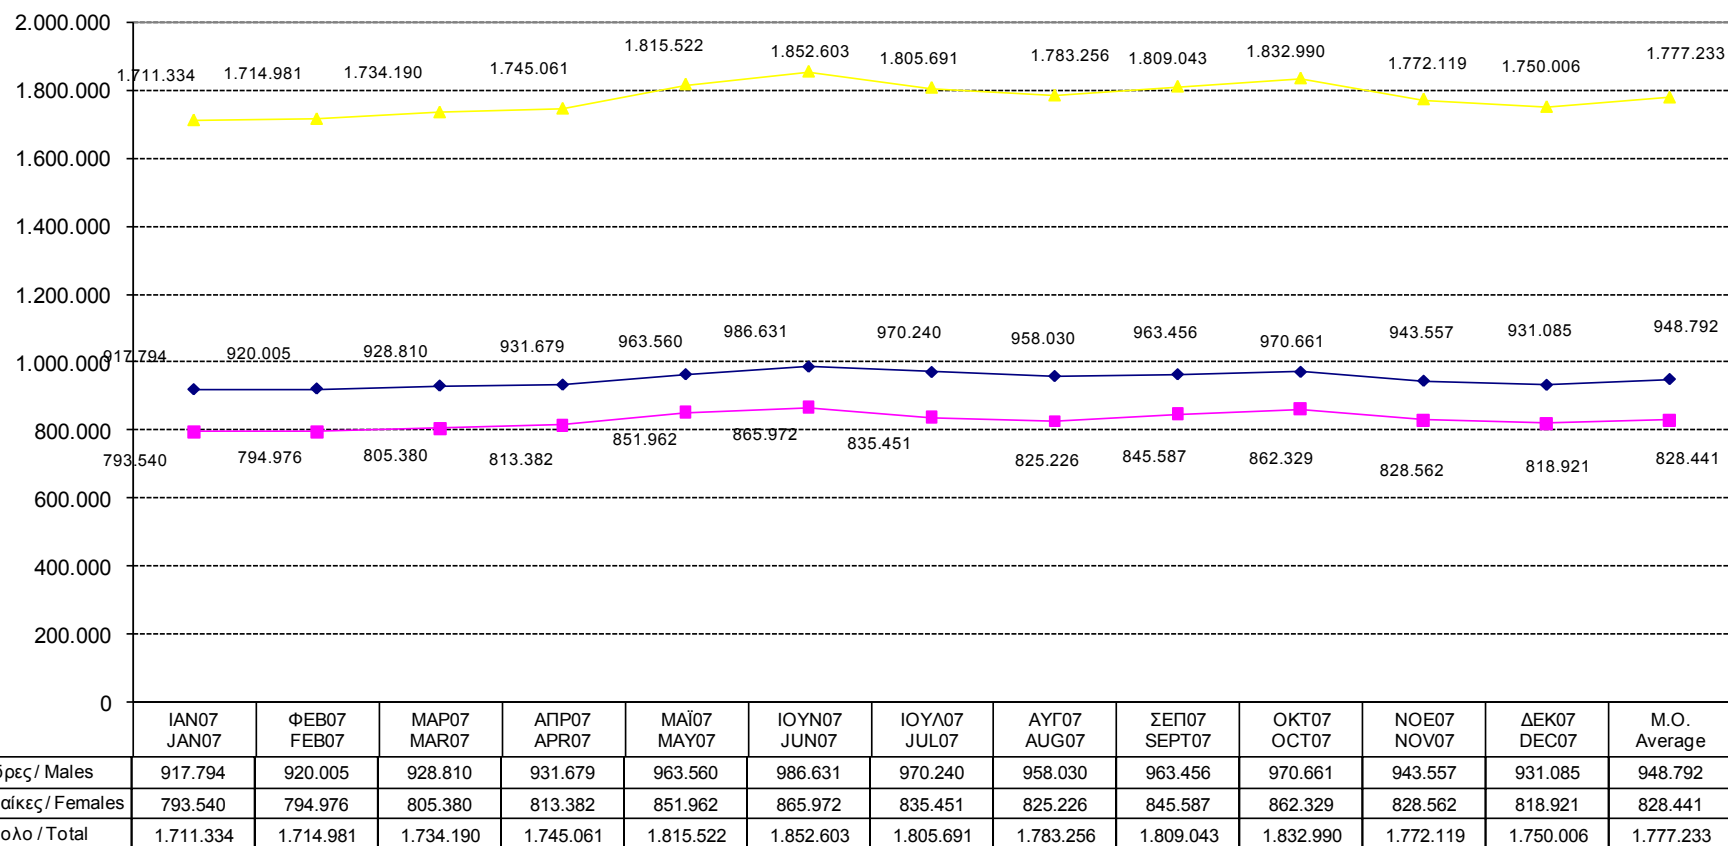 2.000.000
1.815.522 1.852.603 1.805.691 1.783.256 1.809.043 1.832.990 1.772.119 1.750.006 1.777.233
1.711.334 1.714.981 1.734.190 1.745.061
1.800.000
1.600.000
1.400.000
1.200.000
917.794 920.005 928.810 931.679 963.560 986.631 970.240 958.030 963.456 970.661 943.557 931.085 948.792
1.000.000
800.000
793.540 794.976 805.380 813.382 851.962 865.972 835.451 825.226 845.587 862.329 828.562 818.921 828.441
600.000
400.000
200.000
0
ΙΑΝ07 ΦΕΒ07 ΜΑΡ07 ΑΠΡ07 ΜΑΪ07 ΙΟΥΝ07 ΙΟΥΛ07 ΑΥΓ07 ΣΕΠ07 ΟΚΤ07 ΝΟΕ07 ΔΕΚ07 Μ.Ο.
JAN07 FEB07 MAR07 APR07 MAY07 JUN07 JUL07 AUG07 SEPT07 OCT07 NOV07 DEC07 Average
/ Males 917.794 920.005 928.810 931.679 963.560 986.631 970.240 958.030 963.456 970.661 943.557 931.085 948.792
/ Females 793.540 794.976 805.380 813.382 851.962 865.972 835.451 825.226 845.587 862.329 828.562 818.921 828.441
/ Total 1.711.334 1.714.981 1.734.190 1.745.061 1.815.522 1.852.603 1.805.691 1.783.256 1.809.043 1.832.990 1.772.119 1.750.006 1.777.233